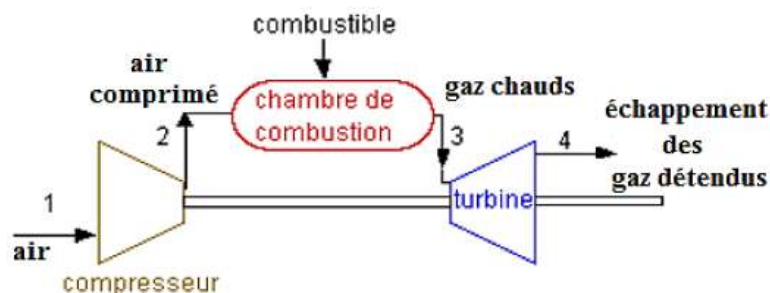 combustible
air
comprimé
chambre de
combustion
gaz chauds
échappement
des
gaz détendus
2
3
4
1
turbine
air
compresseur